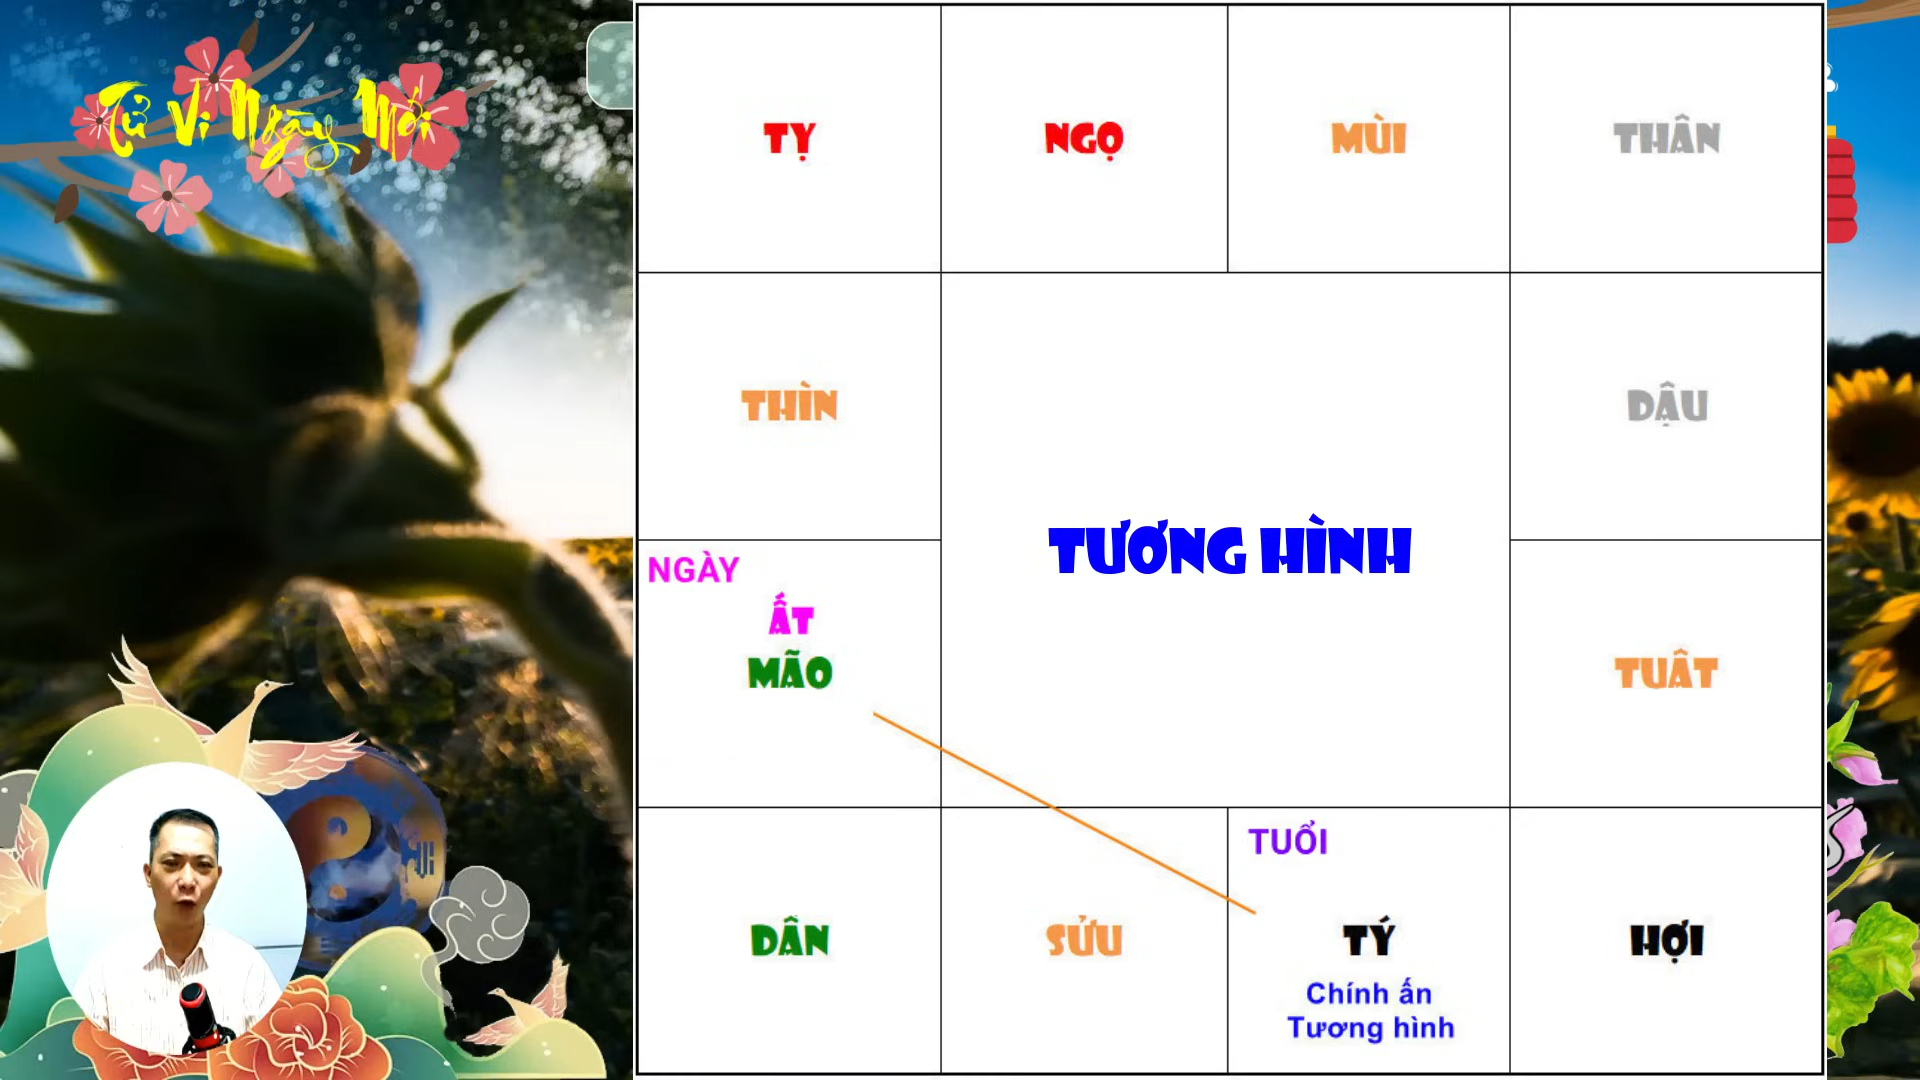 Tử Vi Ngày Mới
TỴ
NGỌ
MÙI
THÂN
THÌN
DẬU
TƯƠNG HÌNH
NGÀY
ẤT
MÃO
TUẤT
TUỔI
DẦN
SỬU
TÝ
HỢI
Chính ấn
Tương hình